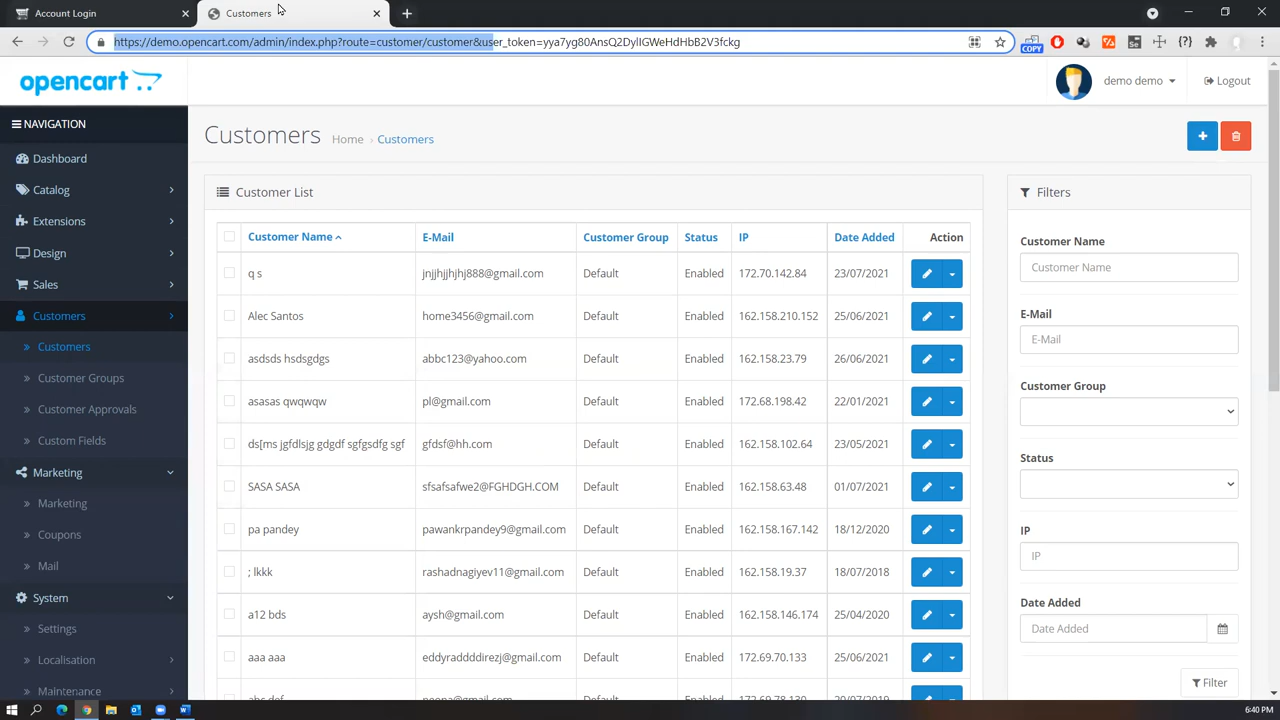 Account Login
Customers
https://demo.opencart.com/admin/index.php?route=customer/customer&user_token=yya7yg80AnsQ2DylIGWeHdHbB2V3fckg
COPY
opencart
demo demo
Logout
NAVIGATION
Dashboard
Catalog
Extensions
Design
Sales
Customers
Customers
Customer Groups
Customer Approvals
Custom Fields
Marketing
Marketing
Coupons
Mail
System
Settings
Localisation
Maintenance
Customers Home › Customers
Customer List
Customer Name E-Mail Customer Group Status IP Date Added Action
q s jnjjhjjhjhj888@gmail.com Default Enabled 172.70.142.84 23/07/2021
Alec Santos home3456@gmail.com Default Enabled 162.158.210.152 25/06/2021
asdsds hsdsgdgs abbc123@yahoo.com Default Enabled 162.158.23.79 26/06/2021
asasas qwqwqw pl@gmail.com Default Enabled 172.68.198.42 22/01/2021
ds[ms jgfdlsjg gdgdf sgfgsdfg sgf gfdsf@hh.com Default Enabled 162.158.102.64 23/05/2021
SASA SASA sfsafsafwe2@FGHDGH.COM Default Enabled 162.158.63.48 01/07/2021
pa pandey pawankrpandey9@gmail.com Default Enabled 162.158.167.142 18/12/2020
; lkkk rashadnagiyev11@gmail.com Default Enabled 162.158.19.37 18/07/2018
a12 bds aysh@gmail.com Default Enabled 162.158.146.174 25/04/2020
aaa aaa eddyraddddirezj@gmail.com Default Enabled 172.69.70.133 25/06/2021
Filters
Customer Name
Customer Name
E-Mail
E-Mail
Customer Group
Status
IP
IP
Date Added
Date Added
Filter
6:40 PM